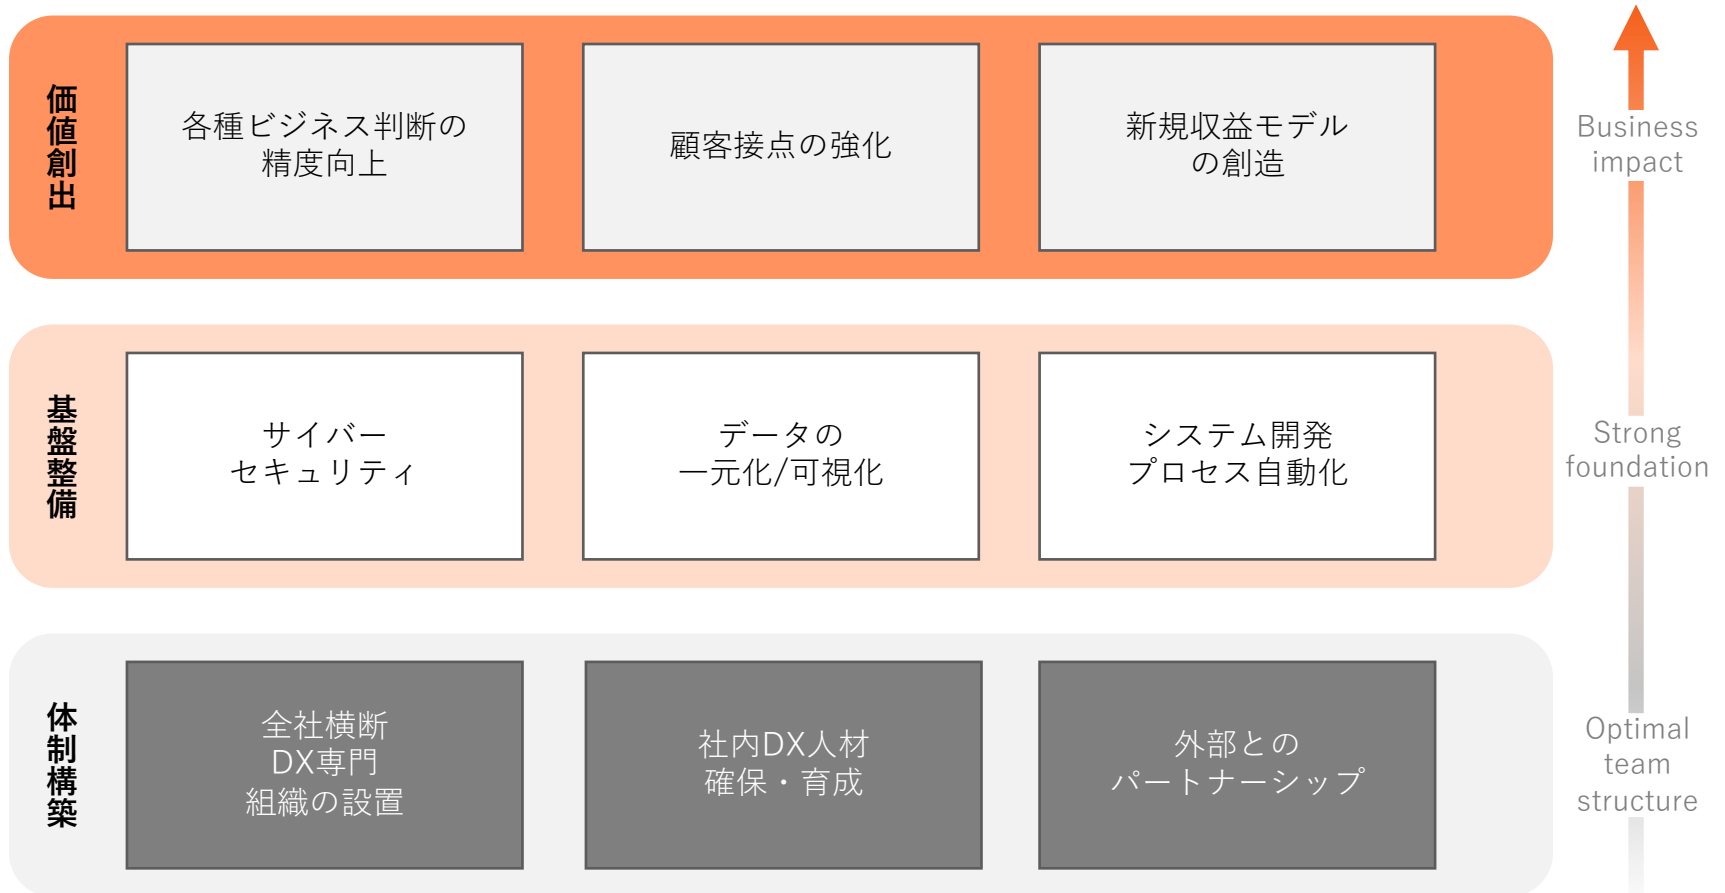 価値創出
各種ビジネス判断の
精度向上
顧客接点の強化
新規収益モデル
の創造
Business
impact
基盤整備
サイバー
セキュリティ
データの
一元化/可視化
システム開発
プロセス自動化
Strong
foundation
体制構築
全社横断
DX専門
組織の設置
社内DX人材
確保・育成
外部との
パートナーシップ
Optimal
team
structure